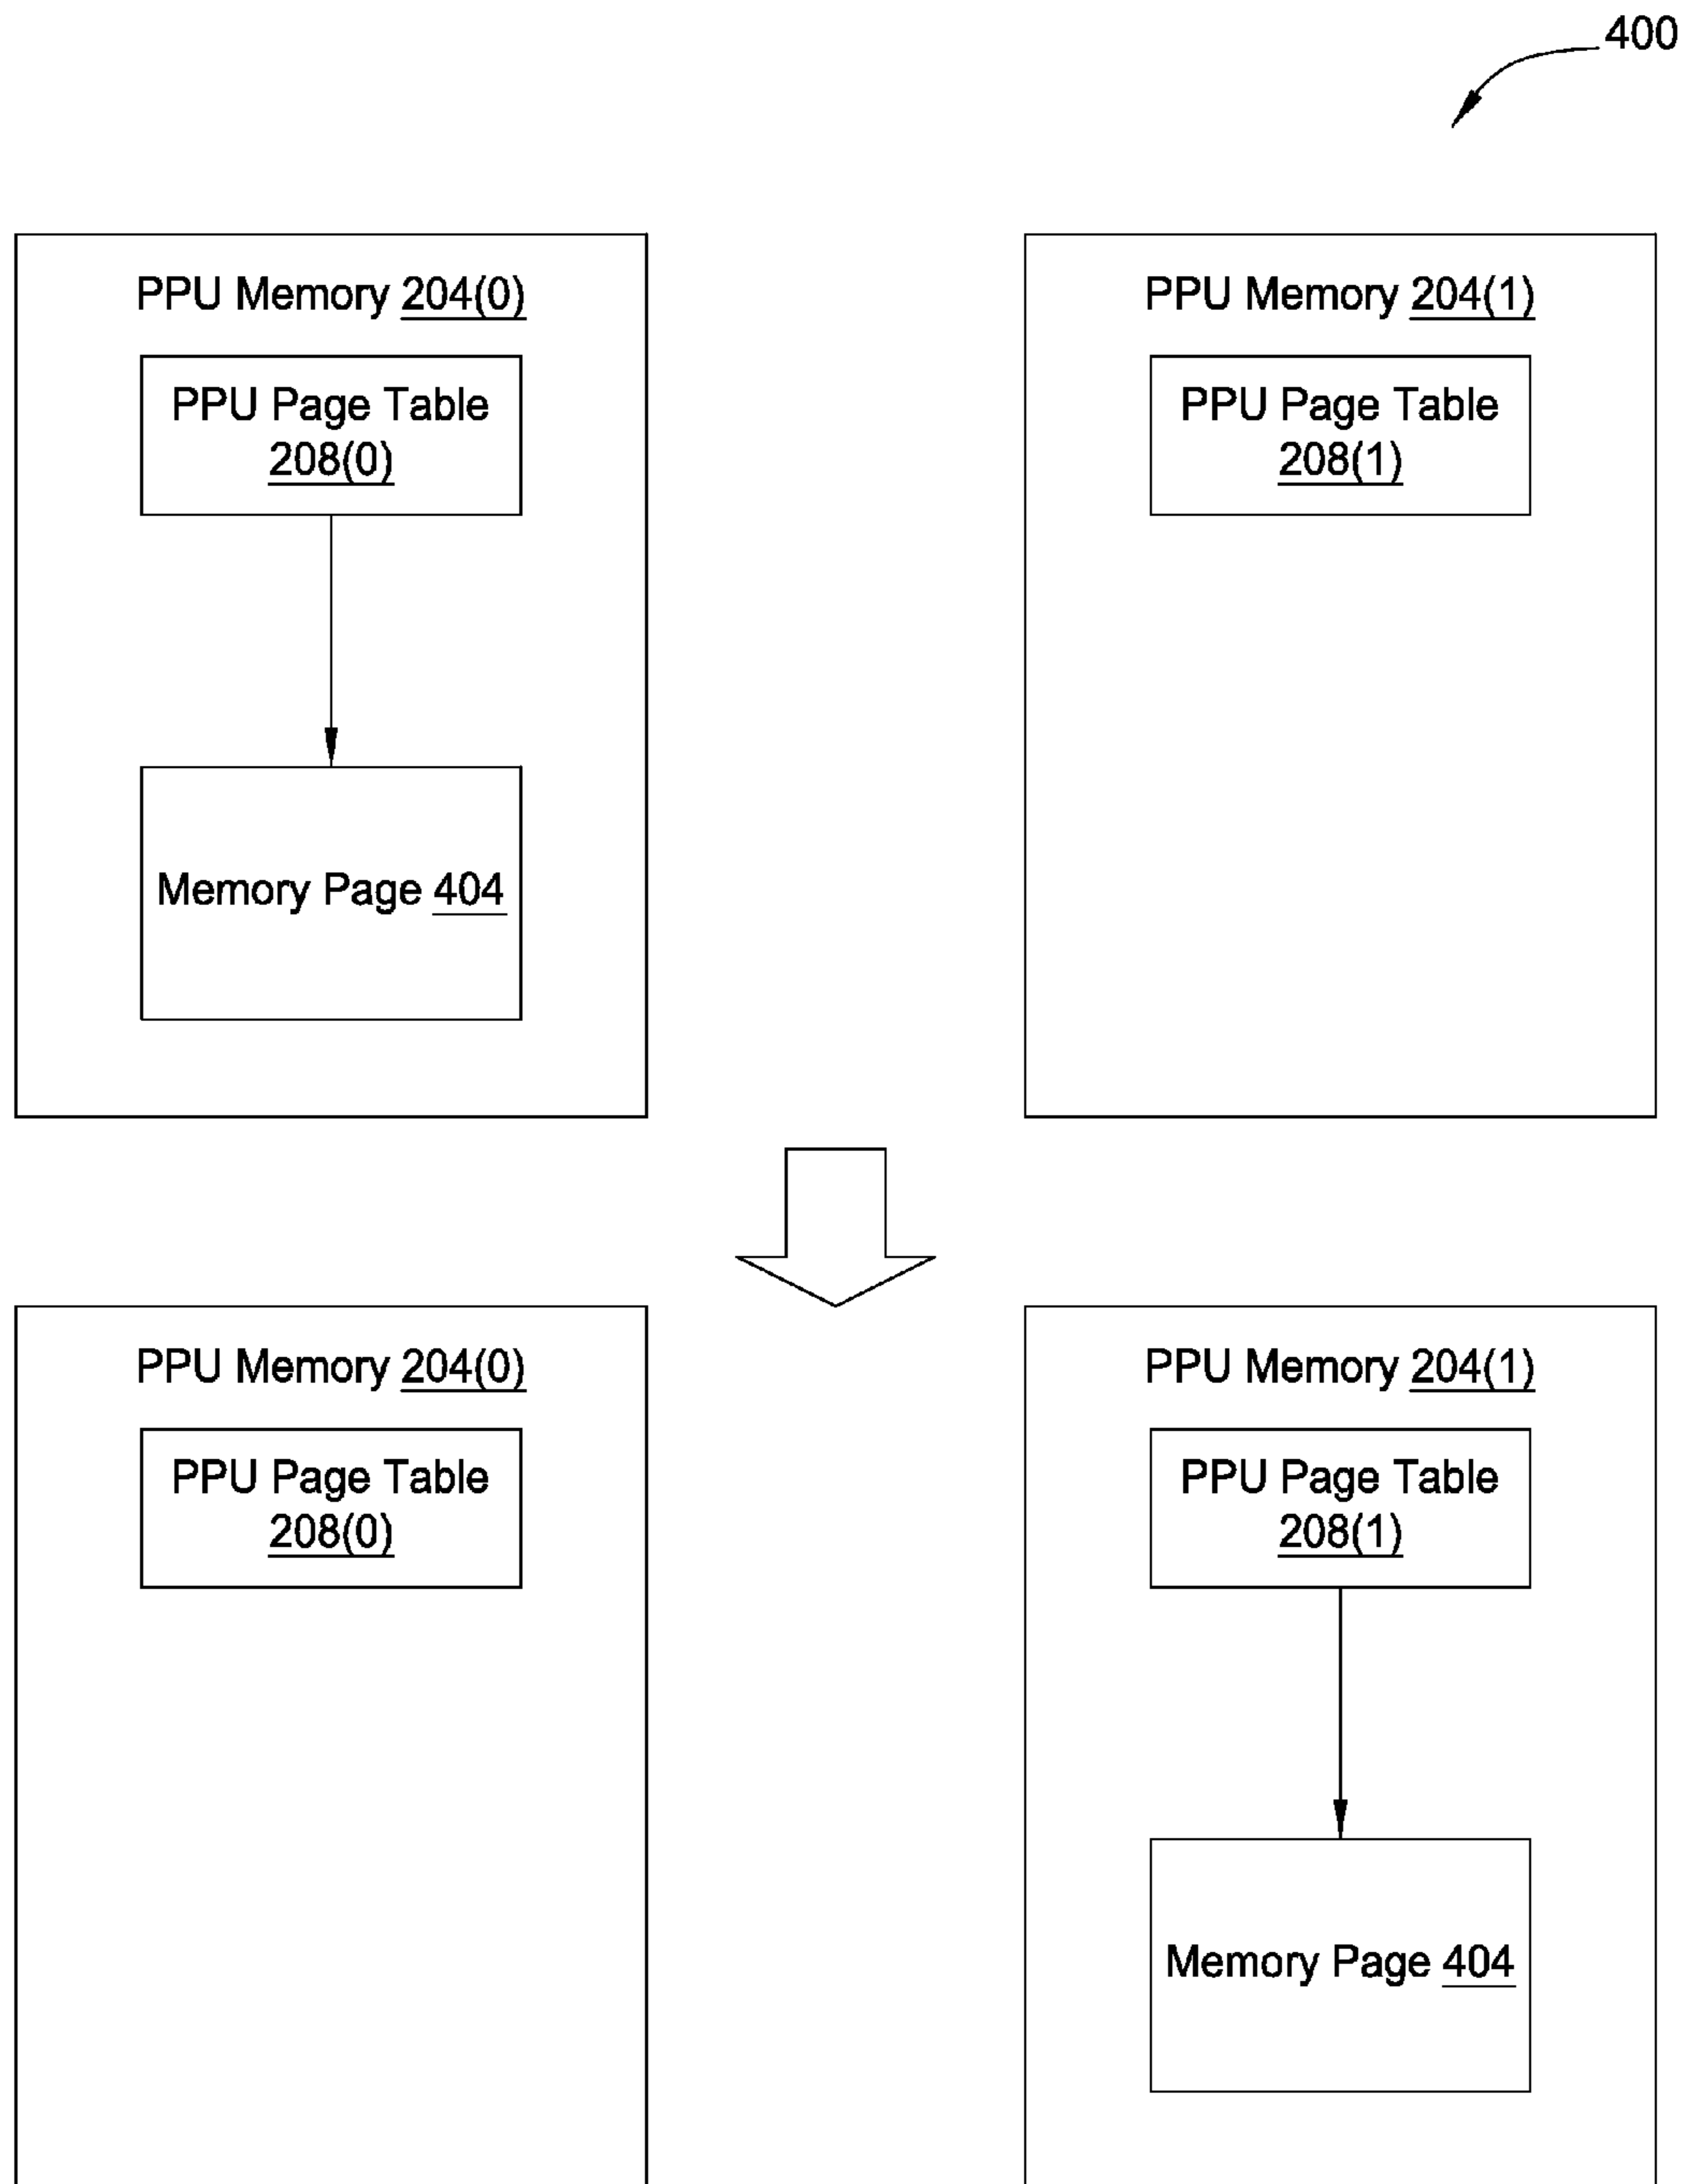 400
PPU Memory 204(0)
PPU Page Table
208(0)
Memory Page 404
PPU Memory 204(1)
PPU Page Table
208(1)
PPU Memory 204(0)
PPU Page Table
208(0)
PPU Memory 204(1)
PPU Page Table
208(1)
Memory Page 404